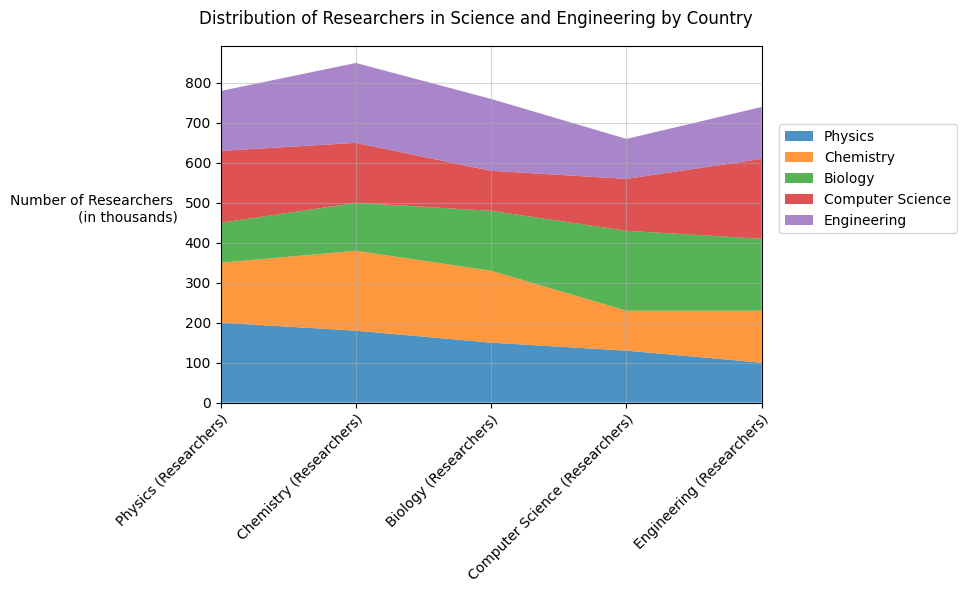 Distribution of Researchers in Science and Engineering by Country
Number of Researchers
(in thousands)
800
700
600
500
400
300
200
100
0
Physics (Researchers)
Chemistry (Researchers)
Biology (Researchers)
Computer Science (Researchers)
Engineering (Researchers)
Physics
Chemistry
Biology
Computer Science
Engineering